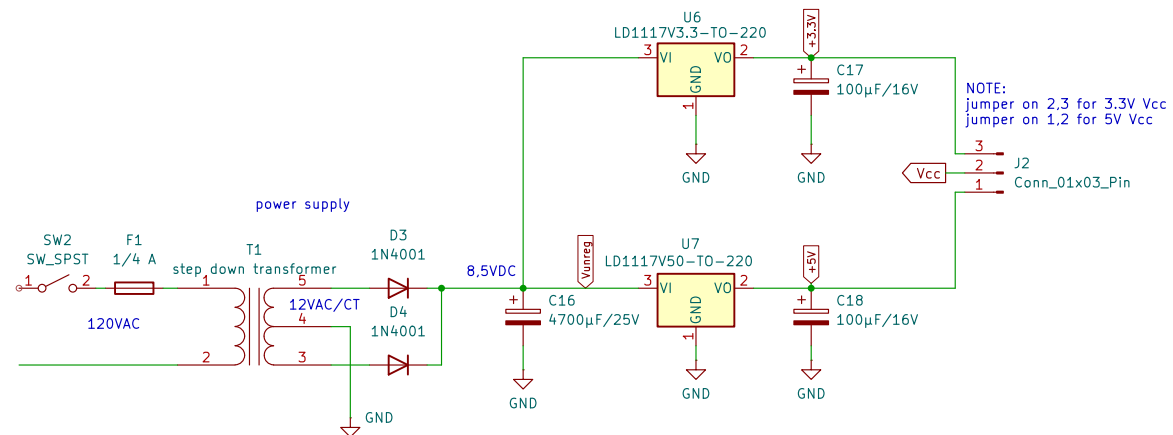 U6
LD1117V3.3-TO-220
3 VI VO 2
GND
1
GND
+3.3V
+
C17
100µF/16V
GND
NOTE:
jumper on 2,3 for 3.3V Vcc
jumper on 1,2 for 5V Vcc
3
2
1
Vcc
J2
Conn_01x03_Pin
power supply
SW2
SW_SPST
1 2
F1
1/4 A
120VAC
T1
step down transformer
1
2
5
4
3
12VAC/CT
GND
D3
1N4001
D4
1N4001
8,5VDC
+
C16
4700µF/25V
GND
Vunreg
U7
LD1117V50-TO-220
3 VI VO 2
GND
1
GND
+5V
+
C18
100µF/16V
GND